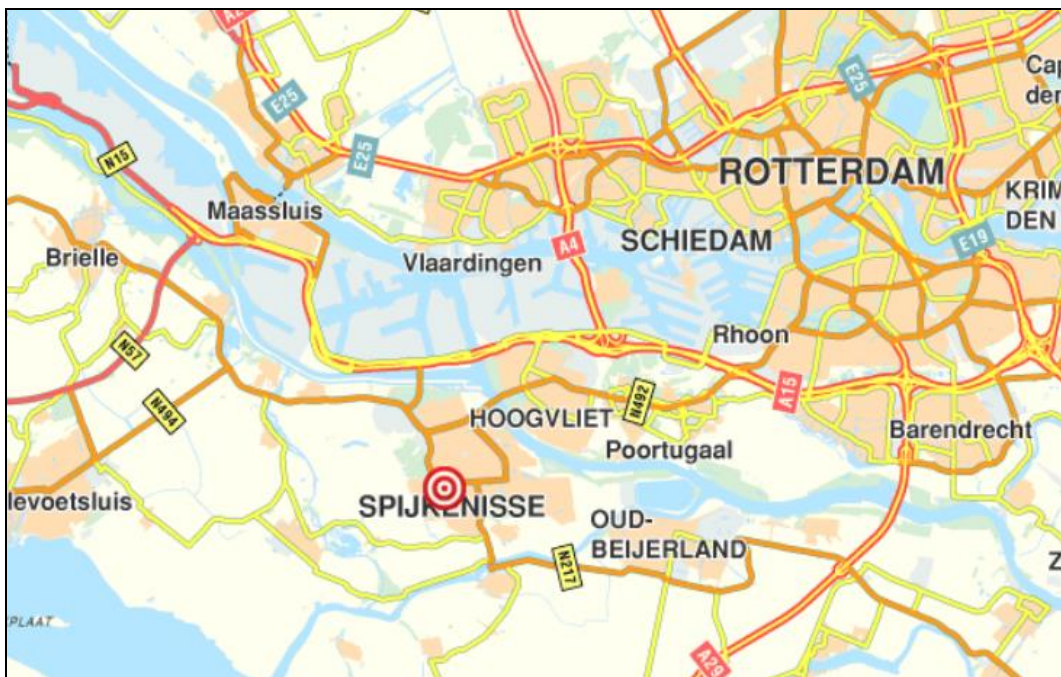 E25
E25
E25
Cap
der
N15
ROTTERDAM
KRIM
DEN
Maassluis
SCHIEDAM
A4
E19
Brielle
Vlaardingen
Rhoon
N57
A15
N494
N492
HOOGVLIET
Barendrecht
Poortugaal
levoetsluis
SPIJKENISSE
OUD-
BEIJERLAND
N217
Z
PLAAT
A29